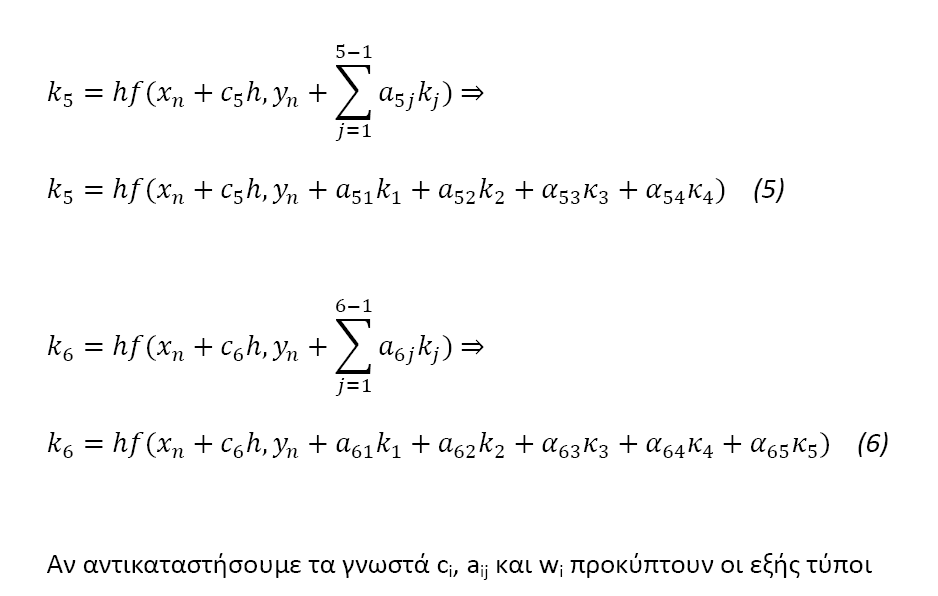 k₅ = hf(xₙ + c₅h, yₙ + ∑_{j=1}^{5−1} a₅ⱼkⱼ) ⇒
k₅ = hf(xₙ + c₅h, yₙ + a₅₁k₁ + a₅₂k₂ + α₅₃κ₃ + α₅₄κ₄) (5)
k₆ = hf(xₙ + c₆h, yₙ + ∑_{j=1}^{6−1} a₆ⱼkⱼ) ⇒
k₆ = hf(xₙ + c₆h, yₙ + a₆₁k₁ + a₆₂k₂ + α₆₃κ₃ + α₆₄κ₄ + α₆₅κ₅) (6)
Αν αντικαταστήσουμε τα γνωστά cᵢ, aᵢⱼ και wᵢ προκύπτουν οι εξής τύποι